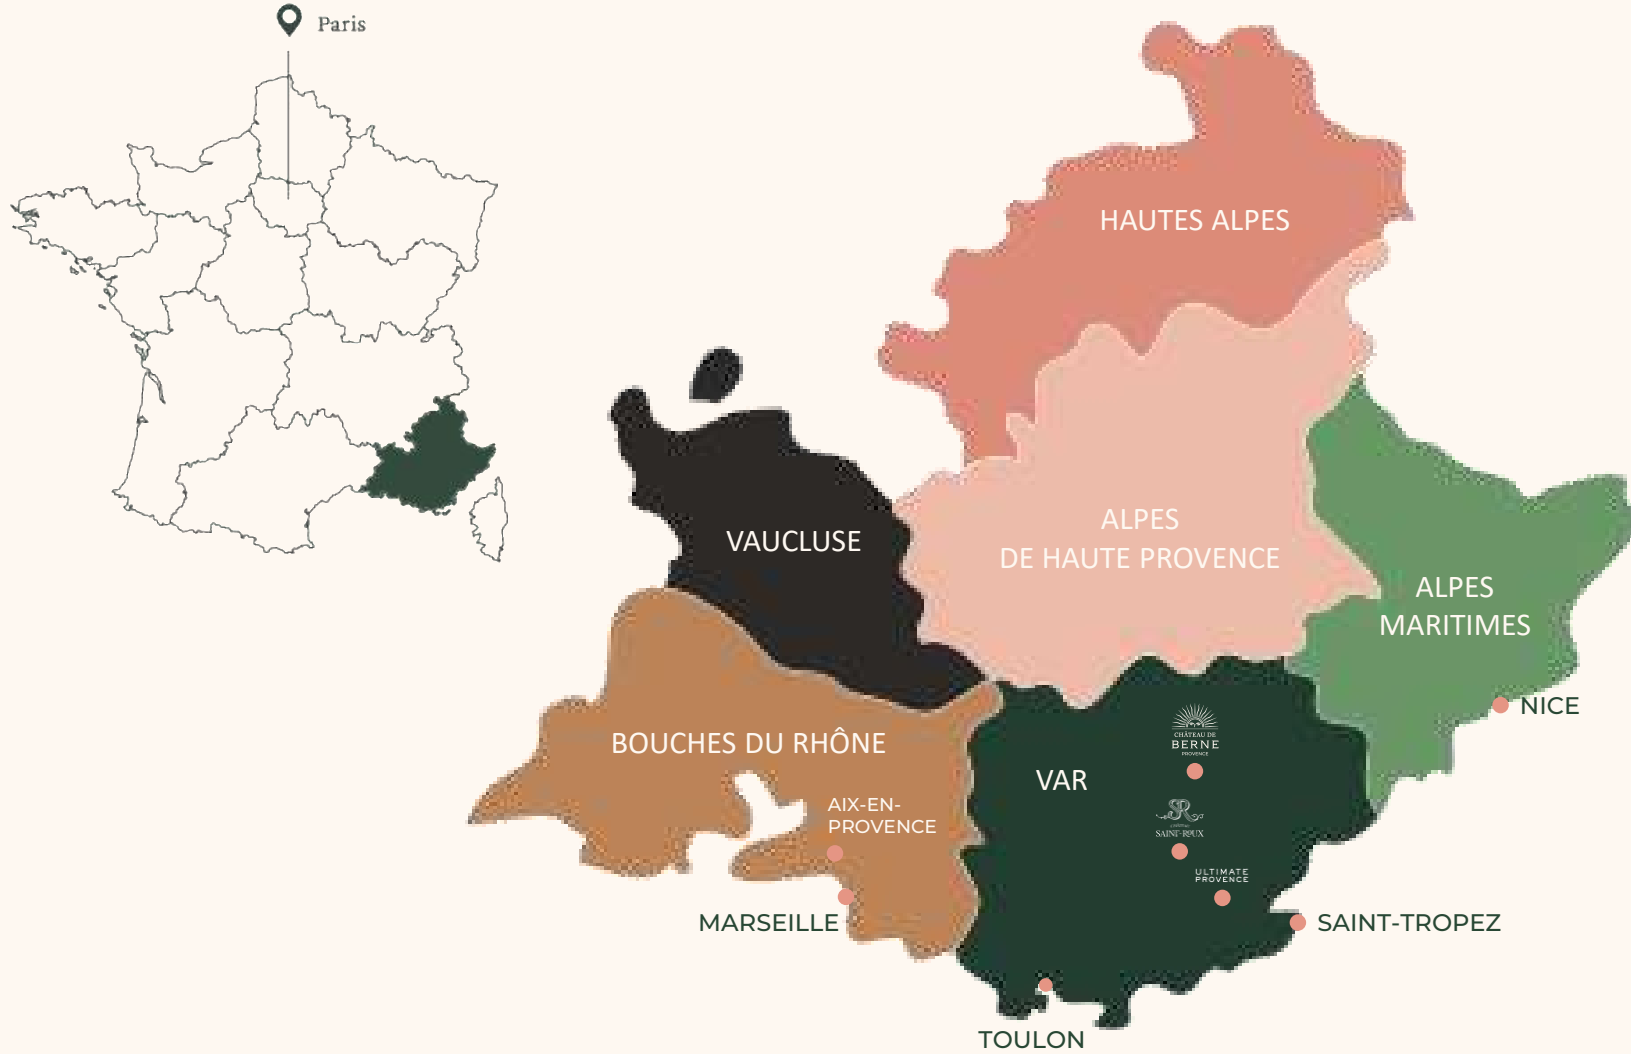 Paris
HAUTES ALPES
VAUCLUSE
ALPES
DE HAUTE PROVENCE
ALPES
MARITIMES
NICE
BOUCHES DU RHÔNE
VAR
CHÂTEAU DE
BERNE
PROVENCE
AIX-EN-
PROVENCE
SR
SAINT-ROUX
ULTIMATE
PROVENCE
MARSEILLE
SAINT-TROPEZ
TOULON